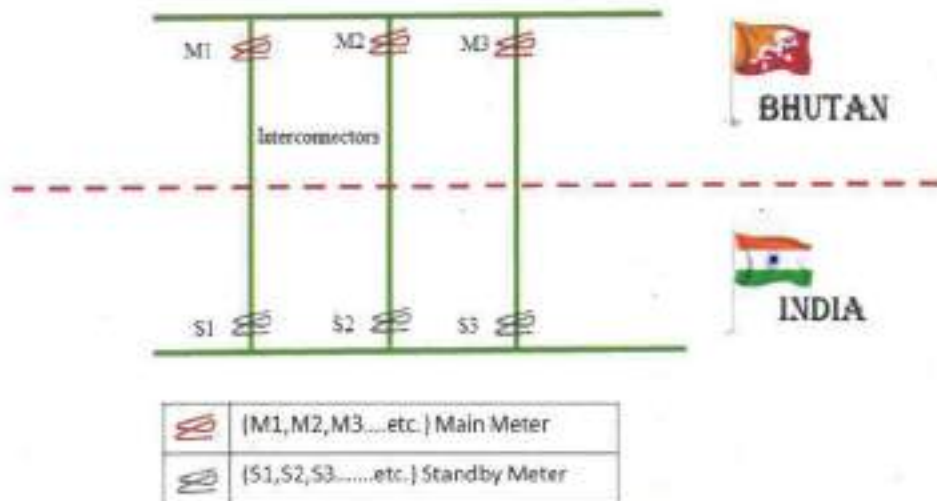 M1
M2
M3
BHUTAN
Interconnectors
S1
S2
S3
INDIA
(M1,M2,M3....etc.) Main Meter
(S1,S2,S3.......etc.) Standby Meter